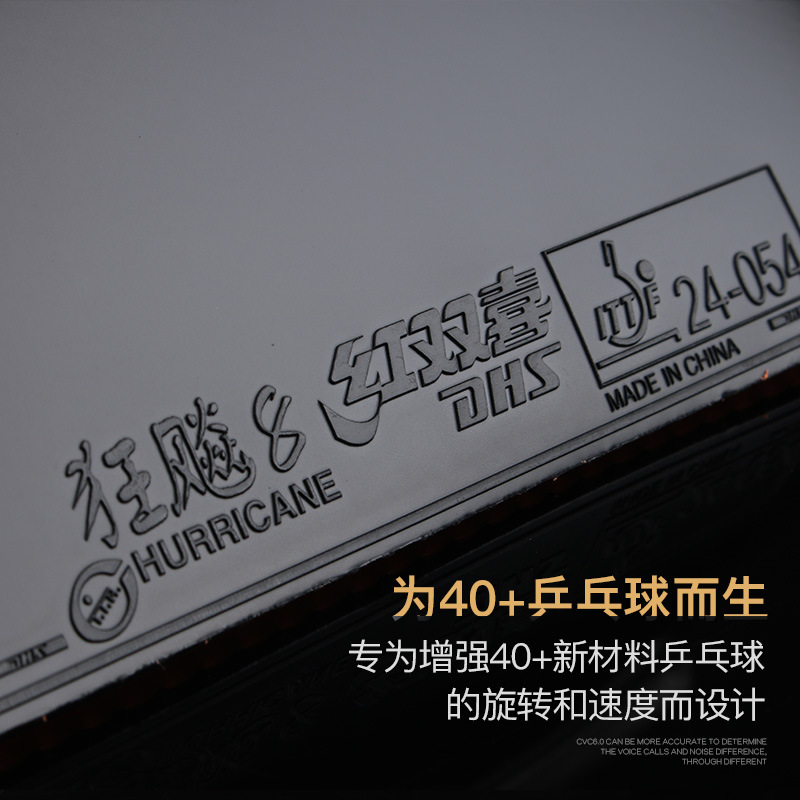 ITTF 24-054
MADE IN CHINA
红双喜
DHS
狂飚8
HURRICANE
T.T.R.
为40+乒乓球而生
专为增强40+新材料乒乓球
的旋转和速度而设计
CVC6.0 CAN BE MORE ACCURATE TO DETERMINE
THE VOICE CALLS AND NOISE DIFFERENCE,
THROUGH DIFFERENT